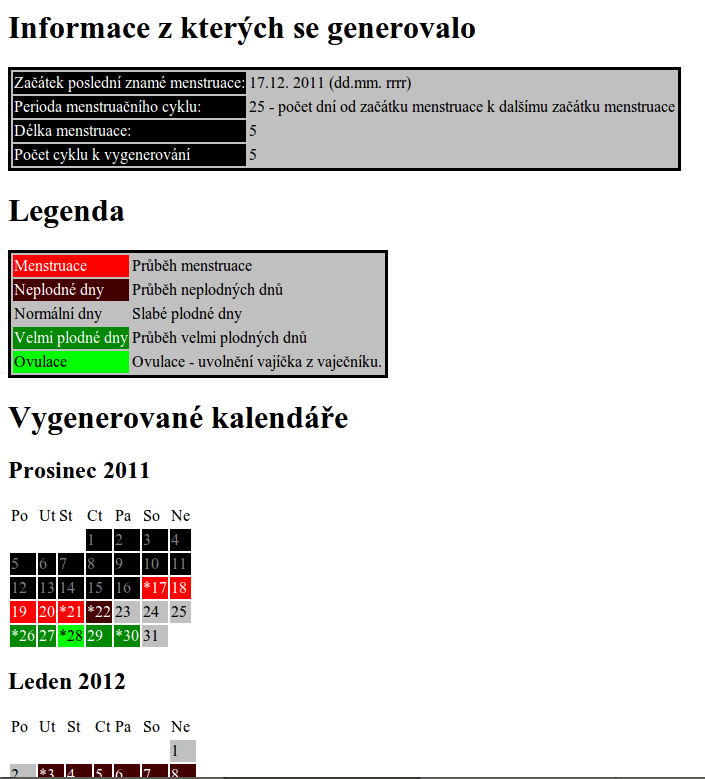 Informace z kterých se generovalo
Začátek poslední známé menstruace: 17.12. 2011 (dd.mm. rrrr)
Perioda menstruačního cyklu: 25 - počet dní od začátku menstruace k dalšímu začátku menstruace
Délka menstruace: 5
Počet cyklu k vygenerování 5
Legenda
Menstruace Průběh menstruace
Neplodné dny Průběh neplodných dnů
Normální dny Slabé plodné dny
Velmi plodné dny Průběh velmi plodných dnů
Ovulace Ovulace - uvolnění vajíčka z vaječníku.
Vygenerované kalendáře
Prosinec 2011
Po Ut St Ct Pa So Ne
1 2 3 4
5 6 7 8 9 10 11
12 13 14 15 16 *17 18
19 20 *21 *22 23 24 25
*26 27 *28 29 *30 31
Leden 2012
Po Ut St Ct Pa So Ne
1
2 *3 4 5 6 7 8